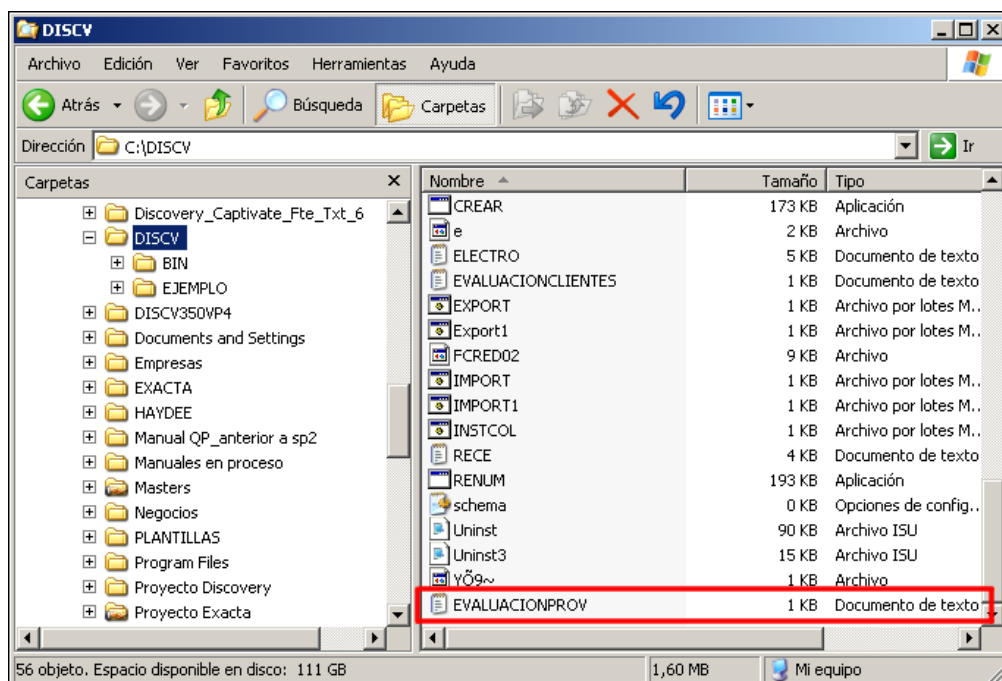 DISCV
Archivo Edición Ver Favoritos Herramientas Ayuda
Atrás Búsqueda Carpetas
Dirección C:\DISCV Ir
Carpetas
Discovery_Captivate_Fte_Txt_6
DISCV
BIN
EJEMPLO
DISCV350VP4
Documents and Settings
Empresas
EXACTA
HAYDEE
Manual QP_anterior a sp2
Manuales en proceso
Masters
Negocios
PLANTILLAS
Program Files
Proyecto Discovery
Proyecto Exacta
Nombre Tamaño Tipo
CREAR 173 KB Aplicación
e 2 KB Archivo
ELECTRO 5 KB Documento de texto
EVALUACIONCLIENTES 1 KB Documento de texto
EXPORT 1 KB Archivo por lotes M..
Export1 1 KB Archivo por lotes M..
FCRED02 9 KB Archivo
IMPORT 1 KB Archivo por lotes M..
IMPORT1 1 KB Archivo por lotes M..
INSTCOL 1 KB Archivo por lotes M..
RECE 4 KB Documento de texto
RENUM 193 KB Aplicación
schema 0 KB Opciones de config..
Uninst 90 KB Archivo ISU
Uninst3 15 KB Archivo ISU
YÕ9~ 1 KB Archivo
EVALUACIONPROV 1 KB Documento de texto
56 objeto. Espacio disponible en disco: 111 GB 1,60 MB Mi equipo